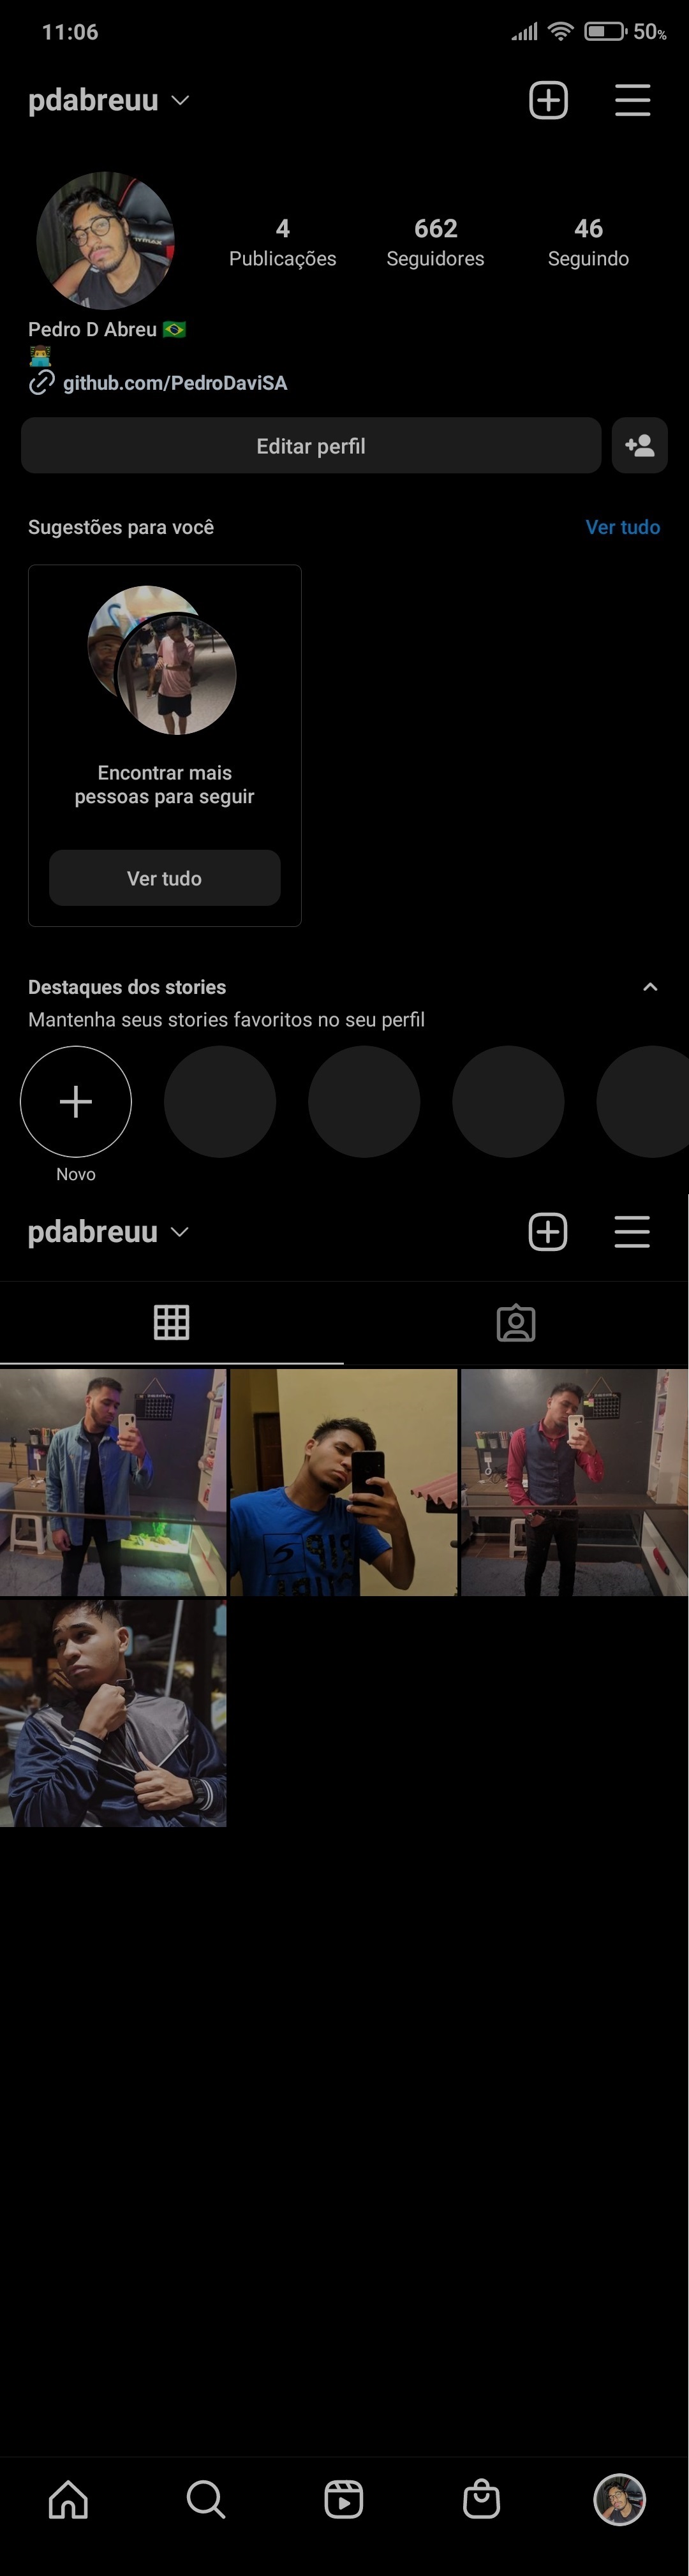 11:06
50%
pdabreuu
4
662
46
Publicações
Seguidores
Seguindo
Pedro D Abreu 🇧🇷
👨🏽‍💻
github.com/PedroDaviSA
Editar perfil
Sugestões para você
Ver tudo
Encontrar mais
pessoas para seguir
Ver tudo
Destaques dos stories
Mantenha seus stories favoritos no seu perfil
Novo
pdabreuu